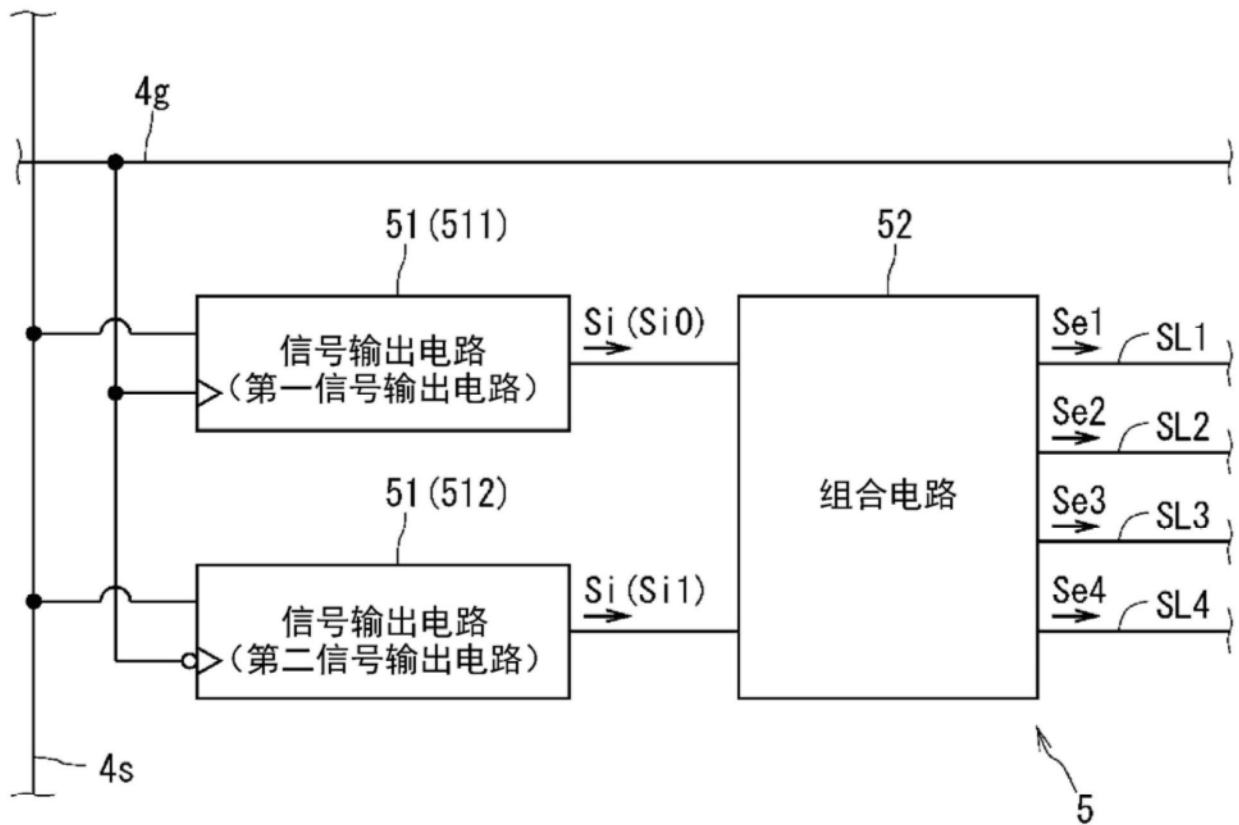 4g
51(511)
52
信号输出电路
(第一信号输出电路)
Si(Si0)
Se1
SL1
Se2
SL2
51(512)
组合电路
Se3
SL3
信号输出电路
(第二信号输出电路)
Si(Si1)
Se4
SL4
4s
5